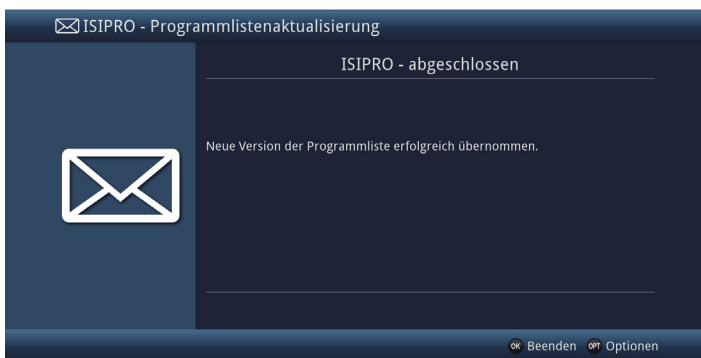 ISIPRO - Programmlistenaktualisierung
ISIPRO - abgeschlossen
Neue Version der Programmliste erfolgreich übernommen.
OK Beenden OPT Optionen